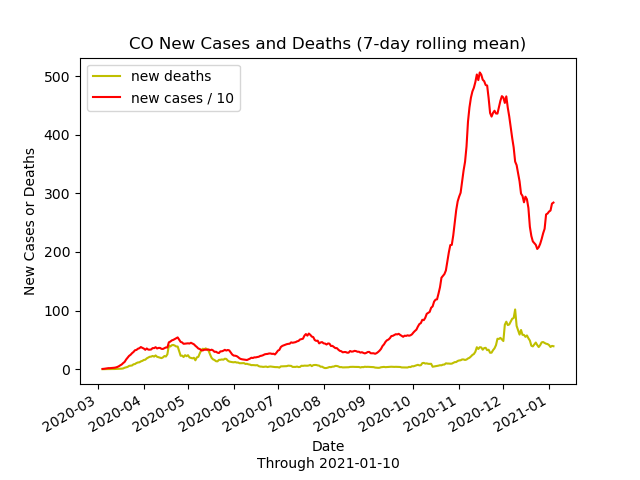 CO New Cases and Deaths (7-day rolling mean)
new deaths
new cases / 10
New Cases or Deaths
500
400
300
200
100
0
2020-03
2020-04
2020-05
2020-06
2020-07
2020-08
2020-09
2020-10
2020-11
2020-12
2021-01
Date
Through 2021-01-10